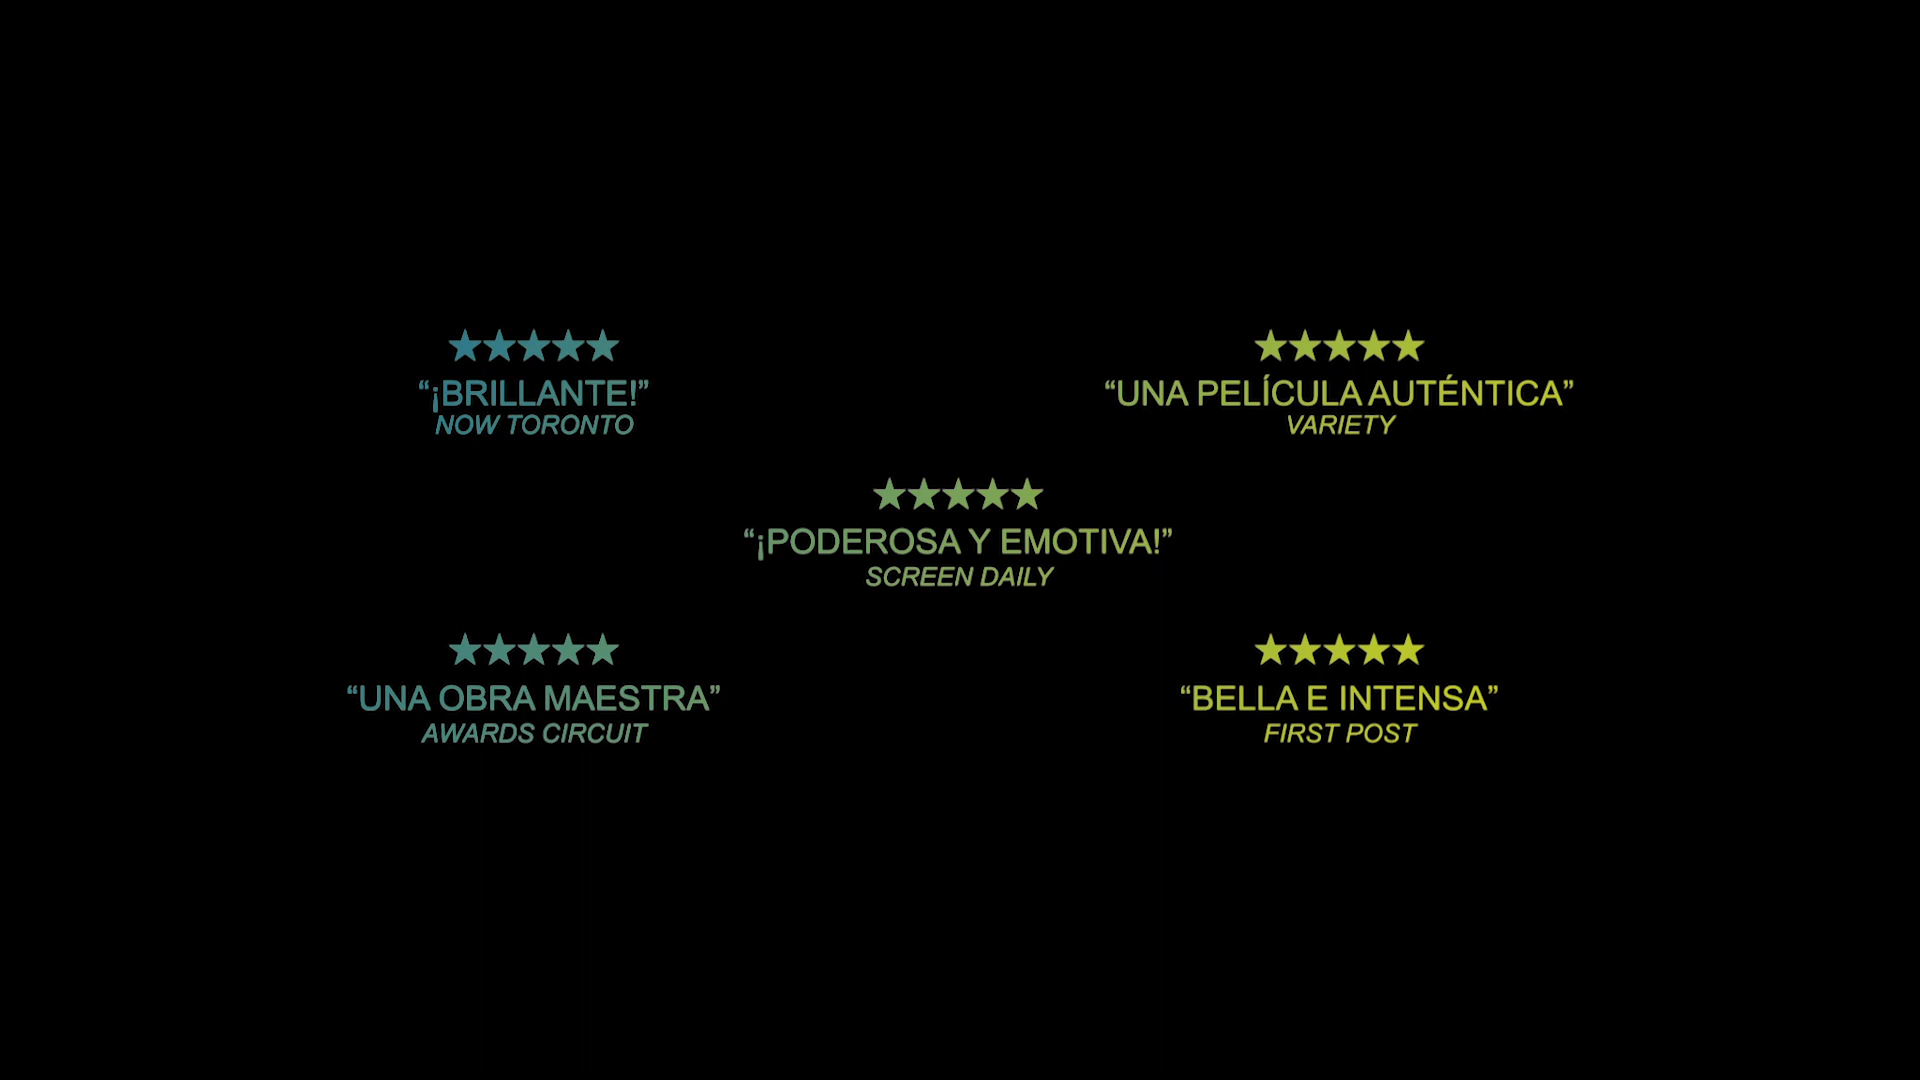 ★★★★★
“¡BRILLANTE!”
NOW TORONTO
★★★★★
“UNA PELÍCULA AUTÉNTICA”
VARIETY
★★★★★
“¡PODEROSA Y EMOTIVA!”
SCREEN DAILY
★★★★★
“UNA OBRA MAESTRA”
AWARDS CIRCUIT
★★★★★
“BELLA E INTENSA”
FIRST POST